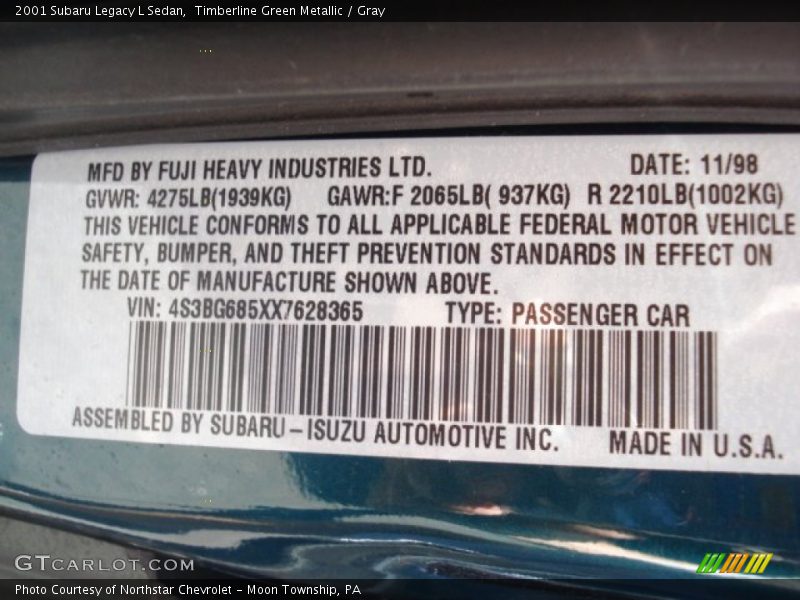 2001 Subaru Legacy L Sedan,  Timberline Green Metallic / Gray
MFD BY FUJI HEAVY INDUSTRIES LTD. DATE: 11/98
GVWR: 4275LB(1939KG) GAWR:F 2065LB( 937KG) R 2210LB(1002KG)
THIS VEHICLE CONFORMS TO ALL APPLICABLE FEDERAL MOTOR VEHICLE
SAFETY, BUMPER, AND THEFT PREVENTION STANDARDS IN EFFECT ON
THE DATE OF MANUFACTURE SHOWN ABOVE.
VIN: 4S3BG685XX7628365 TYPE: PASSENGER CAR
ASSEMBLED BY SUBARU-ISUZU AUTOMOTIVE INC. MADE IN U.S.A.
GTCARLOT.COM
Photo Courtesy of Northstar Chevrolet - Moon Township, PA